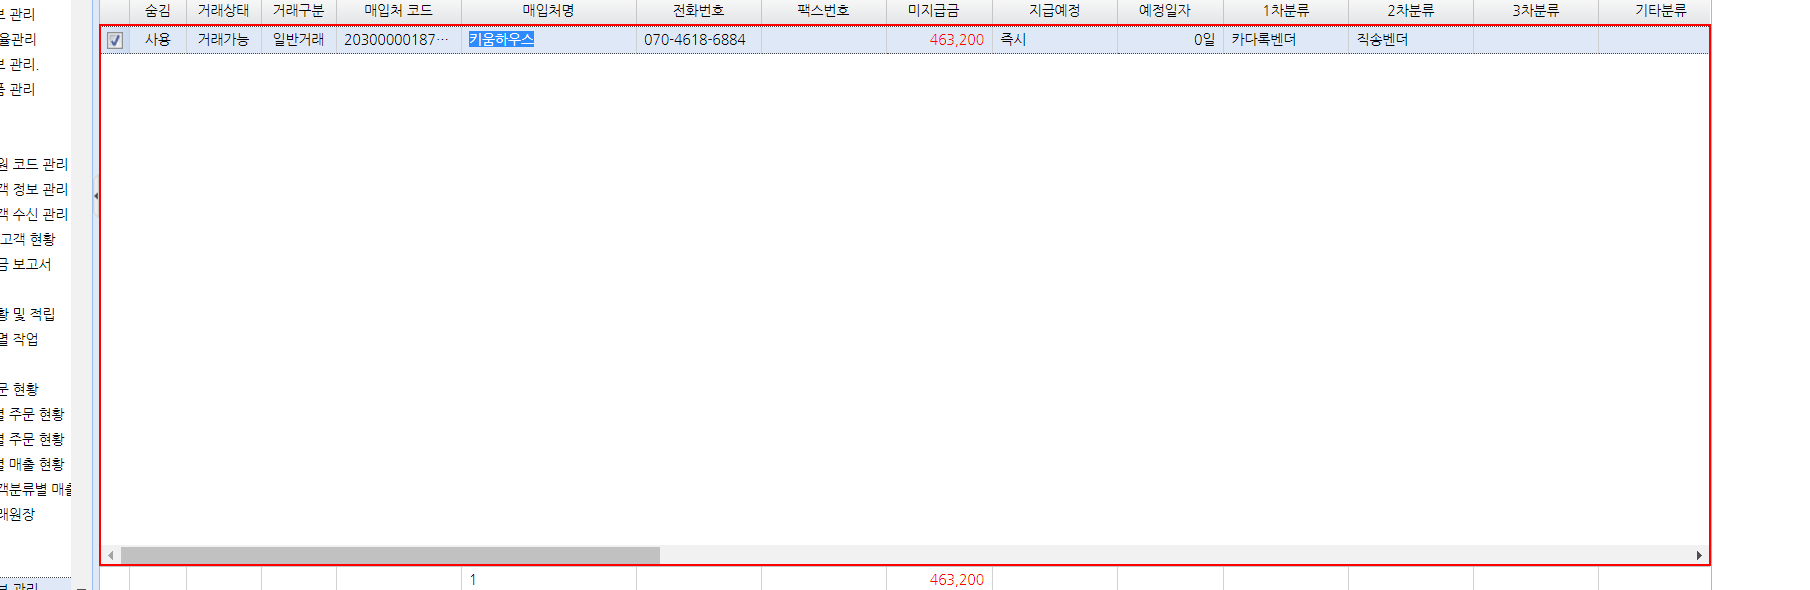 숨김 거래상태 거래구분 매입처 코드 매입처명 전화번호 팩스번호 미지급금 지급예정 예정일자 1차분류 2차분류 3차분류 기타분류
사용 거래가능 일반거래 20300000187… 키움하우스 070-4618-6884 463,200 즉시 0일 카다록벤더 직송벤더
1 463,200
관리
율관리
관리.
관리
원 코드 관리
객 정보 관리
객 수신 관리
고객 현황
금 보고서
황 및 적립
별 작업
문 현황
별 주문 현황
별 주문 현황
별 매출 현황
객분류별 매출
래원장
관리